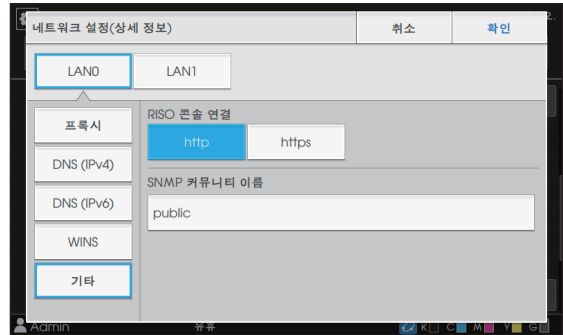 네트워크 설정(상세 정보)
취소
확인
LAN0
LAN1
프록시
DNS (IPv4)
DNS (IPv6)
WINS
기타
RISO 콘솔 연결
http
https
SNMP 커뮤니티 이름
public
Admin
유휴
K C M Y G